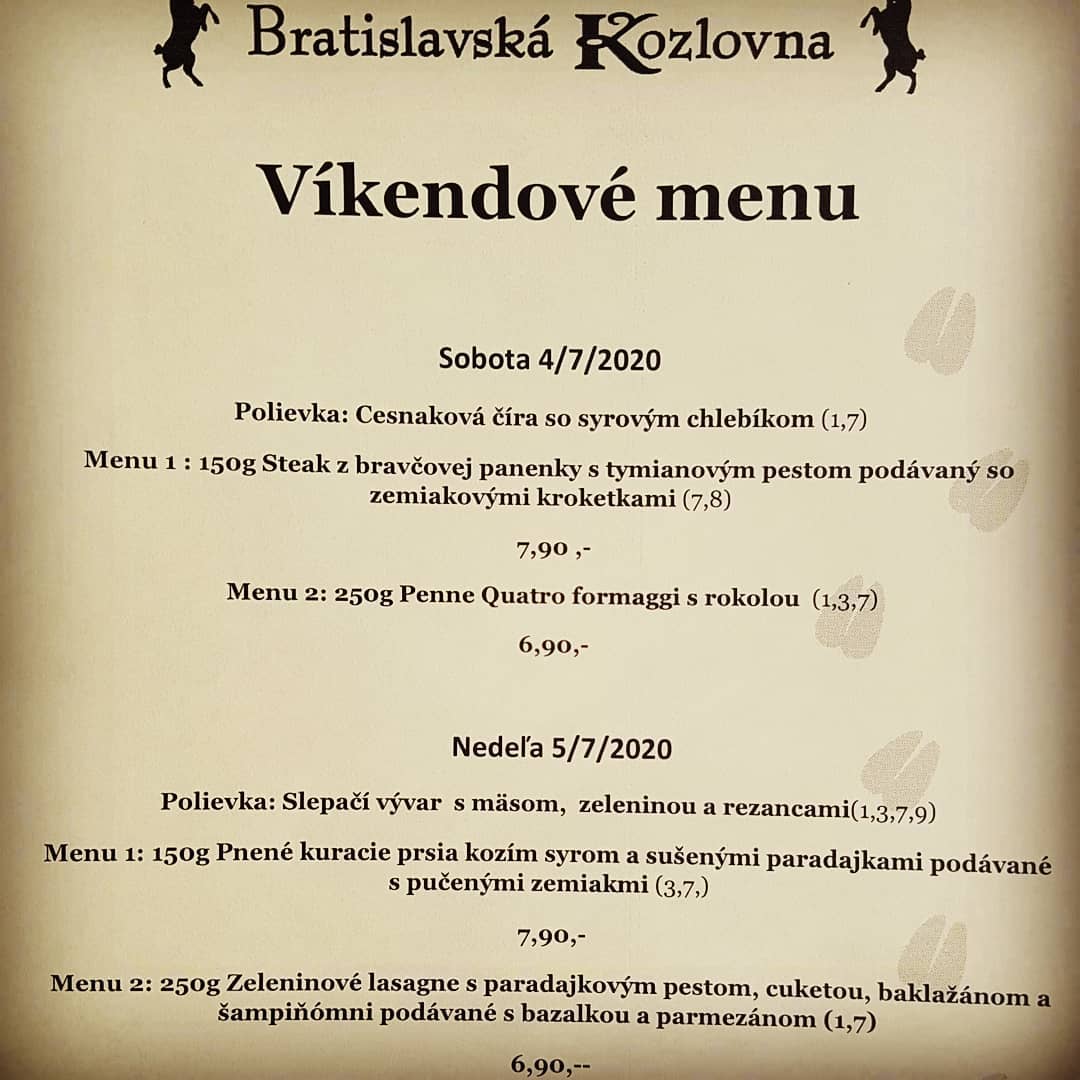 Bratislavská Kozlovna
Víkendové menu
Sobota 4/7/2020
Polievka: Cesnaková číra so syrovým chlebíkom (1,7)
Menu 1 : 150g Steak z bravčovej panenky s tymianovým pestom podávaný so
zemiakovými kroketkami (7,8)
7,90 ,-
Menu 2: 250g Penne Quatro formaggi s rokolou (1,3,7)
6,90,-
Nedeľa 5/7/2020
Polievka: Slepačí vývar s mäsom, zeleninou a rezancami(1,3,7,9)
Menu 1: 150g Pnené kuracie prsia kozím syrom a sušenými paradajkami podávané
s pučenými zemiakmi (3,7,)
7,90,-
Menu 2: 250g Zeleninové lasagne s paradajkovým pestom, cuketou, baklažánom a
šampiňómni podávané s bazalkou a parmezánom (1,7)
6,90,--